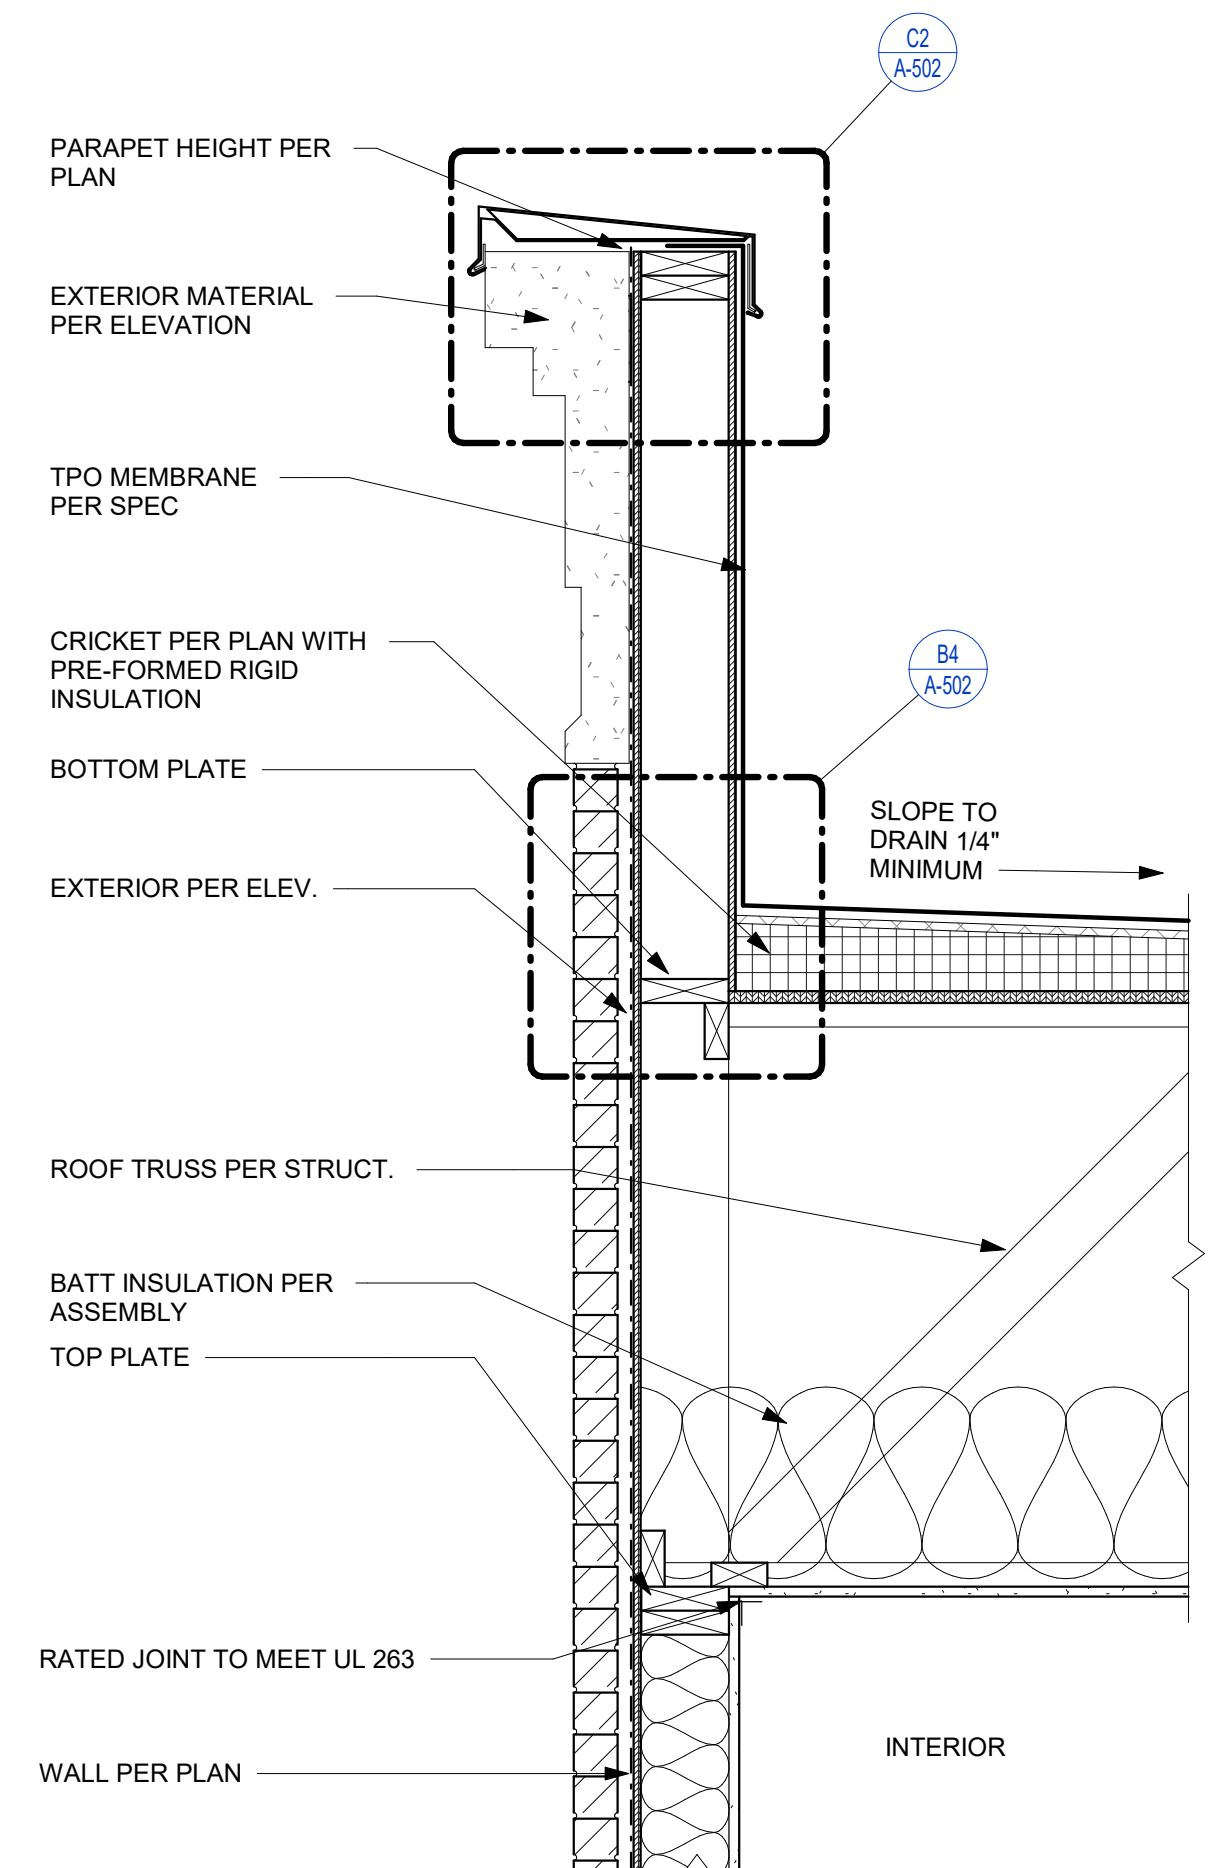 C2
A-502
PARAPET HEIGHT PER
PLAN
EXTERIOR MATERIAL
PER ELEVATION
TPO MEMBRANE
PER SPEC
CRICKET PER PLAN WITH
PRE-FORMED RIGID
INSULATION
B4
A-502
BOTTOM PLATE
SLOPE TO
DRAIN 1/4"
MINIMUM
EXTERIOR PER ELEV.
ROOF TRUSS PER STRUCT.
BATT INSULATION PER
ASSEMBLY
TOP PLATE
RATED JOINT TO MEET UL 263
INTERIOR
WALL PER PLAN